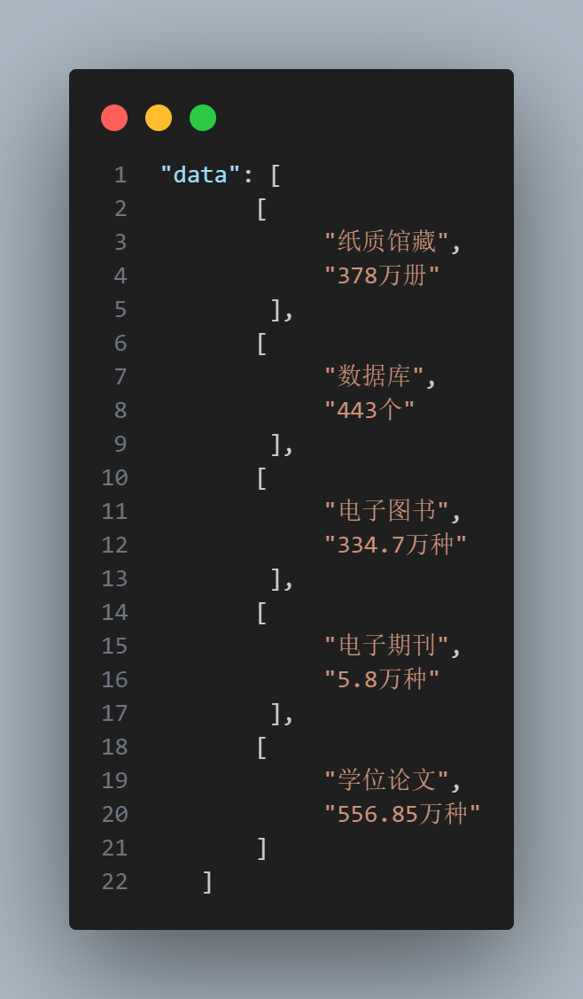 1 "data": [
2 [
3 "纸质馆藏",
4 "378万册"
5 ],
6 [
7 "数据库",
8 "443个"
9 ],
10 [
11 "电子图书",
12 "334.7万种"
13 ],
14 [
15 "电子期刊",
16 "5.8万种"
17 ],
18 [
19 "学位论文",
20 "556.85万种"
21 ]
22 ]